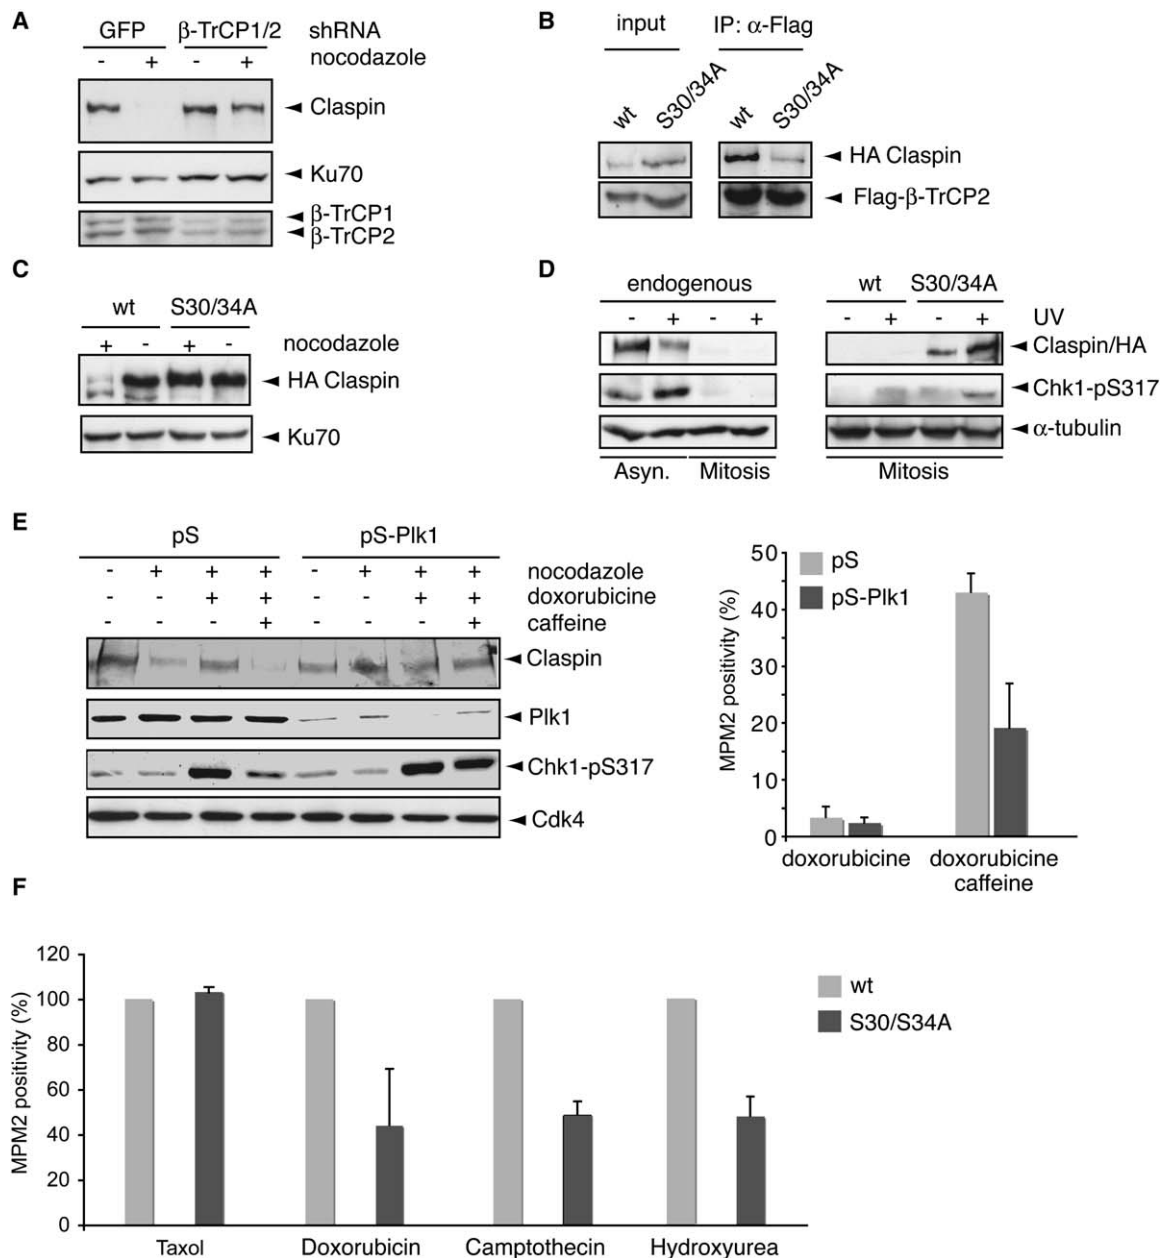 A
GFP β-TrCP1/2 shRNA
- + - + nocodazole
Claspin
Ku70
β-TrCP1
β-TrCP2
B
input IP: α-Flag
wt S30/34A wt S30/34A
HA Claspin
Flag-β-TrCP2
C
wt S30/34A
+ - + - nocodazole
HA Claspin
Ku70
D
endogenous wt S30/34A
- + - + - + - + UV
Claspin/HA
Chk1-pS317
α-tubulin
Asyn. Mitosis Mitosis
E
pS pS-Plk1
- + + + - + + + nocodazole
- - + + - - + + doxorubicine
- - - + - - - + caffeine
Claspin
Plk1
Chk1-pS317
Cdk4
MPM2 positivity (%)
50
40
30
20
10
0
pS
pS-Plk1
doxorubicine doxorubicine
caffeine
F
MPM2 positivity (%)
120
100
80
60
40
20
0
wt
S30/S34A
Taxol Doxorubicin Camptothecin Hydroxyurea